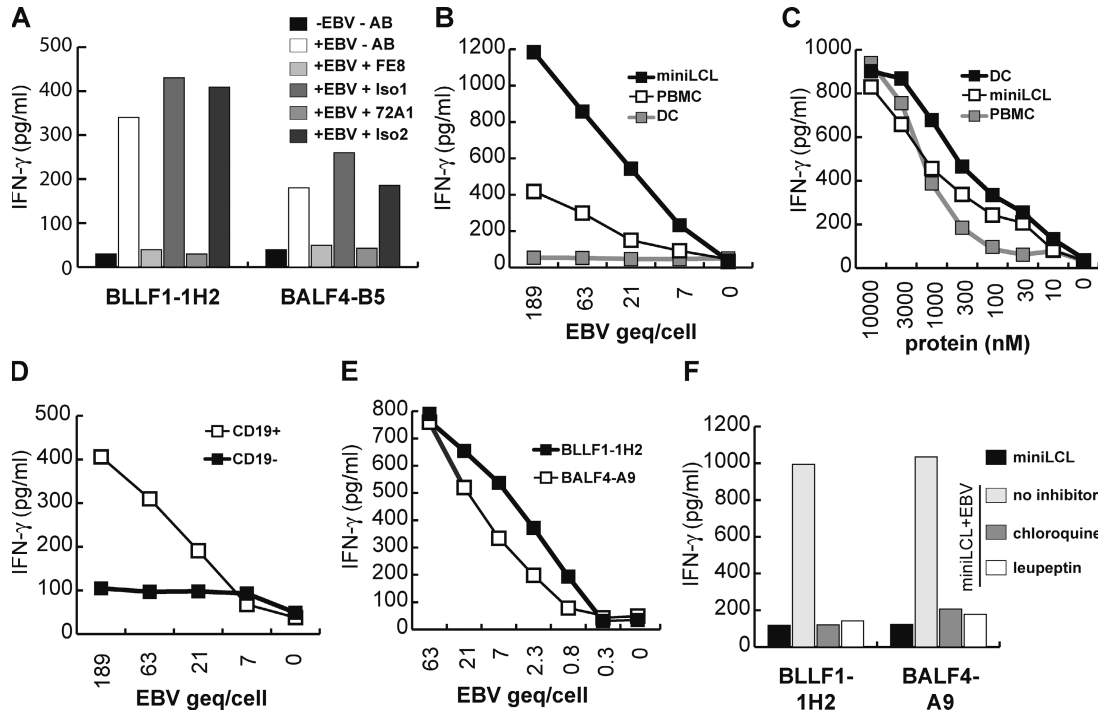 A
IFN-γ (pg/ml)
500
400
300
200
100
0
-EBV - AB
+EBV - AB
+EBV + FE8
+EBV + Iso1
+EBV + 72A1
+EBV + Iso2
BLLF1-1H2 BALF4-B5
B
IFN-γ (pg/ml)
1200
1000
800
600
400
200
0
miniLCL
PBMC
DC
189 63 21 7 0
EBV geq/cell
C
IFN-γ (pg/ml)
1000
800
600
400
200
0
DC
miniLCL
PBMC
10000 3000 1000 300 100 30 10 0
protein (nM)
D
IFN-γ (pg/ml)
500
400
300
200
100
0
CD19+
CD19-
189 63 21 7 0
EBV geq/cell
E
IFN-γ (pg/ml)
800
700
600
500
400
300
200
100
0
BLLF1-1H2
BALF4-A9
63 21 7 2.3 0.8 0.3 0
EBV geq/cell
F
IFN-γ (pg/ml)
1200
1000
800
600
400
200
0
miniLCL
miniLCL+EBV
no inhibitor
chloroquine
leupeptin
BLLF1- BALF4-
1H2 A9